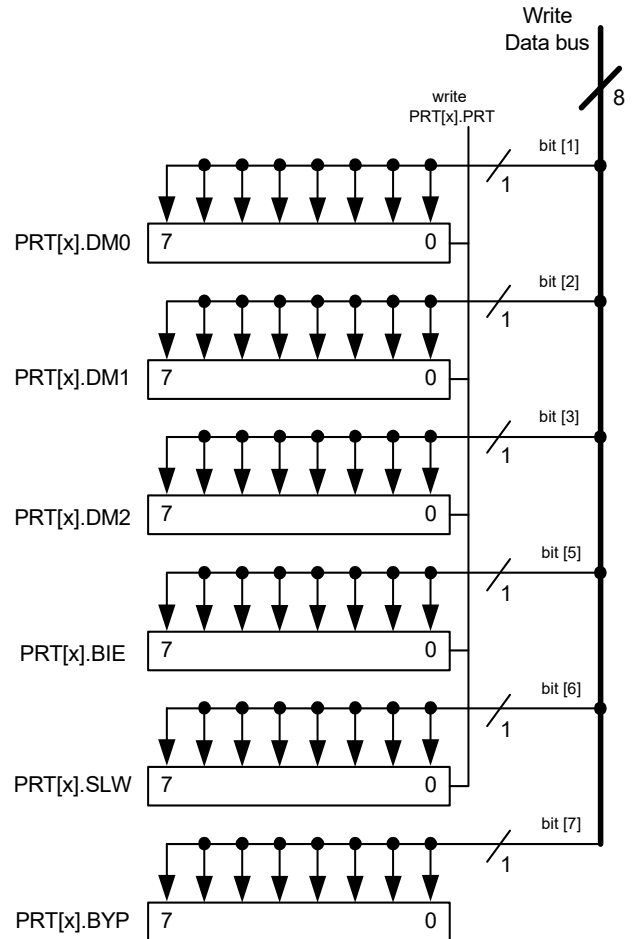 Write
Data bus
8
write
PRT[x].PRT
bit [1]
1
PRT[x].DM0
7 0
bit [2]
1
PRT[x].DM1
7 0
bit [3]
1
PRT[x].DM2
7 0
bit [5]
1
PRT[x].BIE
7 0
bit [6]
1
PRT[x].SLW
7 0
bit [7]
1
PRT[x].BYP
7 0